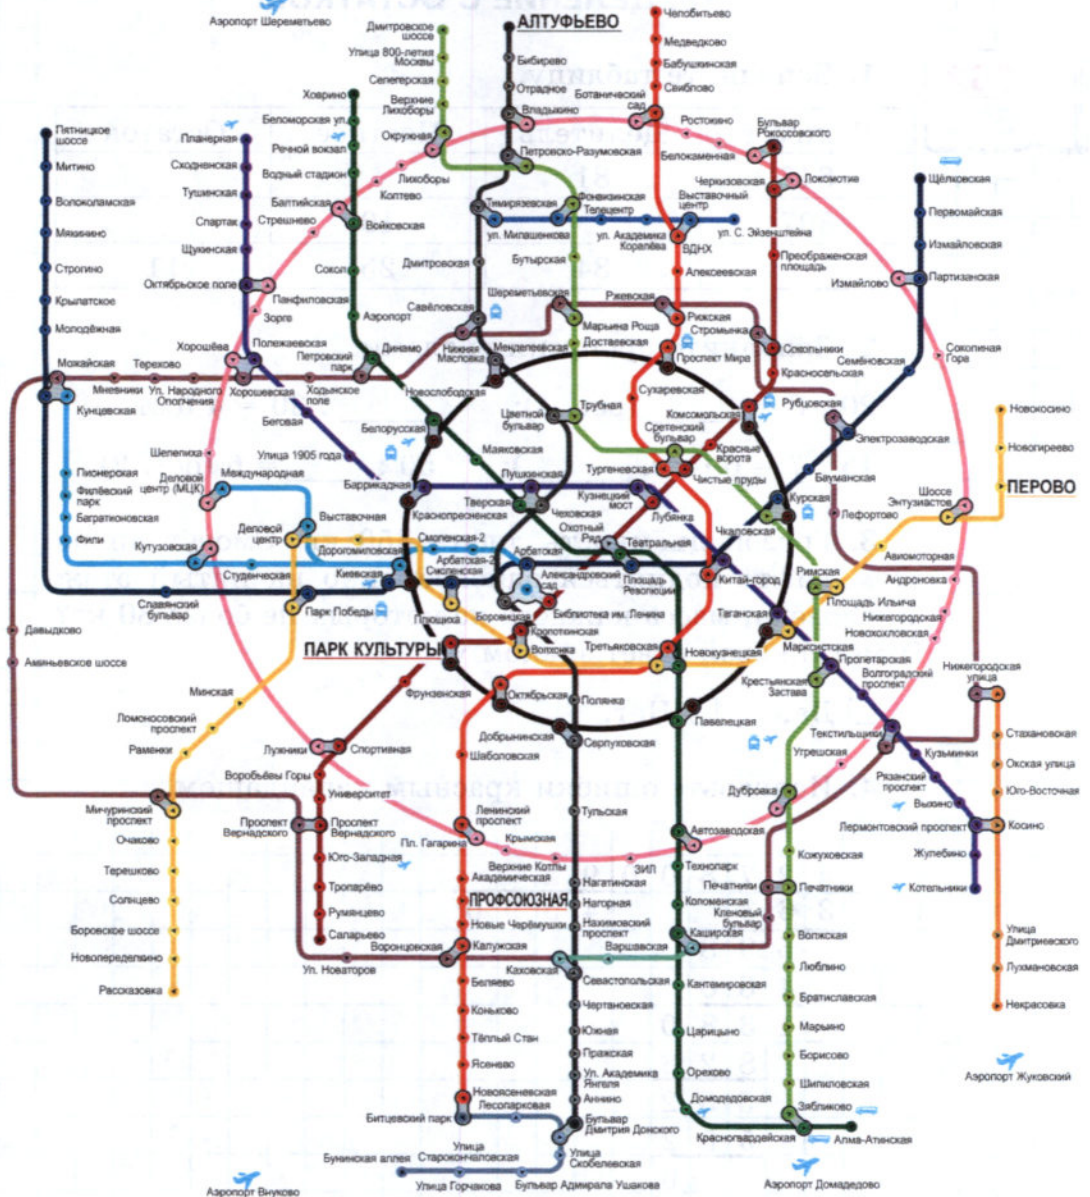 Аэропорт Шереметьево
Дмитровское
шоссе
Улица 800-летия
Москвы
Селегерская
Верхние
Лихоборы
Окружная
АЛТУФЬЕВО
Бибирево
Отрадное
Владыкино
Петровско-Разумовская
Челобитьево
Медведково
Бабушкинская
Свиблово
Ботанический
сад
Ростокино
Бульвар
Рокоссовского
Белокаменная
Черкизовская
Локомотив
Ховрино
Беломорская ул.
Речной вокзал
Водный стадион
Лихоборы
Коптево
Балтийская
Стрешнево
Войковская
Сокол
Аэропорт
Пятницкое
шоссе
Митино
Волоколамская
Мякинино
Строгино
Крылатское
Молодёжная
Можайская
Кунцевская
Планерная
Сходненская
Тушинская
Спартак
Щукинская
Октябрьское поле
Панфиловская
Зорге
Хорошёва
Полежаевская
Тимирязевская
Фонвизинская
Телецентр
ул. Милашенкова
ул. Академика
Королёва
Выставочный
центр
ВДНХ
ул. С. Эйзенштейна
Бутырская
Дмитровская
Алексеевская
Преображенская
площадь
Щёлковская
Первомайская
Измайловская
Партизанская
Измайлово
Соколиная
Гора
Семёновская
Савёловская
Шереметьевская
Ржевская
Рижская
Марьина Роща
Достоевская
Стромынка
Сокольники
Красносельская
Проспект Мира
Нижняя
Масловка
Менделеевская
Петровский
парк
Динамо
Терехово
Мневники
Ул. Народного
Ополчения
Хорошевская
Ходынское
поле
Новослободская
Белорусская
Беговая
Улица 1905 года
Баррикадная
Краснопресненская
Маяковская
Цветной
бульвар
Трубная
Сухаревская
Сретенский
бульвар
Комсомольская
Красные
ворота
Тургеневская
Чистые пруды
Рубцовская
Электрозаводская
Бауманская
Курская
Чкаловская
Лефортово
Новокосино
Новогиреево
ПЕРОВО
Шоссе
Энтузиастов
Авиомоторная
Андроновка
Нижегородская
Новохохловская
Нижегородская
улица
Шелепиха
Международная
Деловой
центр (МЦК)
Деловой
центр
Выставочная
Кутузовская
Студенческая
Дорогомиловская
Киевская
Смоленская-2
Смоленская
Арбатская-2
Арбатская
Александровский
сад
Пушкинская
Тверская
Чеховская
Кузнецкий
мост
Лубянка
Охотный
Ряд
Театральная
Площадь
Революции
Китай-город
Библиотека им. Ленина
Боровицкая
Кропоткинская
Волхонка
Плющиха
ПАРК КУЛЬТУРЫ
Пионерская
Филёвский
парк
Багратионовская
Фили
Славянский
бульвар
Парк Победы
Римская
Площадь Ильича
Таганская
Марксистская
Пролетарская
Крестьянская
Застава
Волгоградский
проспект
Третьяковская
Новокузнецкая
Павелецкая
Полянка
Октябрьская
Добрынинская
Серпуховская
Фрунзенская
Шаболовская
Давыдково
Аминьевское шоссе
Минская
Ломоносовский
проспект
Раменки
Мичуринский
проспект
Очаково
Терешково
Солнцево
Боровское шоссе
Новопеределкино
Рассказовка
Лужники
Спортивная
Воробьёвы Горы
Университет
Проспект
Вернадского
Проспект
Вернадского
Юго-Западная
Тропарёво
Румянцево
Саларьево
Ленинский
проспект
Пл. Гагарина
Крымская
Верхние Котлы
ЗИЛ
Академическая
ПРОФСОЮЗНАЯ
Новые Черёмушки
Воронцовская
Калужская
Ул. Новаторов
Беляево
Коньково
Тёплый Стан
Ясенево
Новоясеневская
Битцевский парк
Лесопарковая
Тульская
Нагатинская
Нагорная
Нахимовский
проспект
Каховская
Севастопольская
Варшавская
Чертановская
Южная
Пражская
Ул. Академика
Янгеля
Аннино
Бульвар
Дмитрия Донского
Улица
Скобелевская
Улица
Старокачаловская
Бунинская аллея
Улица Горчакова
Бульвар Адмирала Ушакова
Автозаводская
Технопарк
Коломенская
Каширская
Кантемировская
Царицыно
Орехово
Домодедовская
Красногвардейская
Алма-Атинская
Угрешская
Дубровка
Кожуховская
Печатники
Печатники
Кленовый
бульвар
Волжская
Люблино
Братиславская
Марьино
Борисово
Шипиловская
Зябликово
Текстильщики
Кузьминки
Рязанский
проспект
Выхино
Лермонтовский проспект
Жулебино
Котельники
Стахановская
Окская улица
Юго-Восточная
Косино
Улица
Дмитриевского
Лухмановская
Некрасовка
Аэропорт Жуковский
Аэропорт Домодедово
Аэропорт Внуково